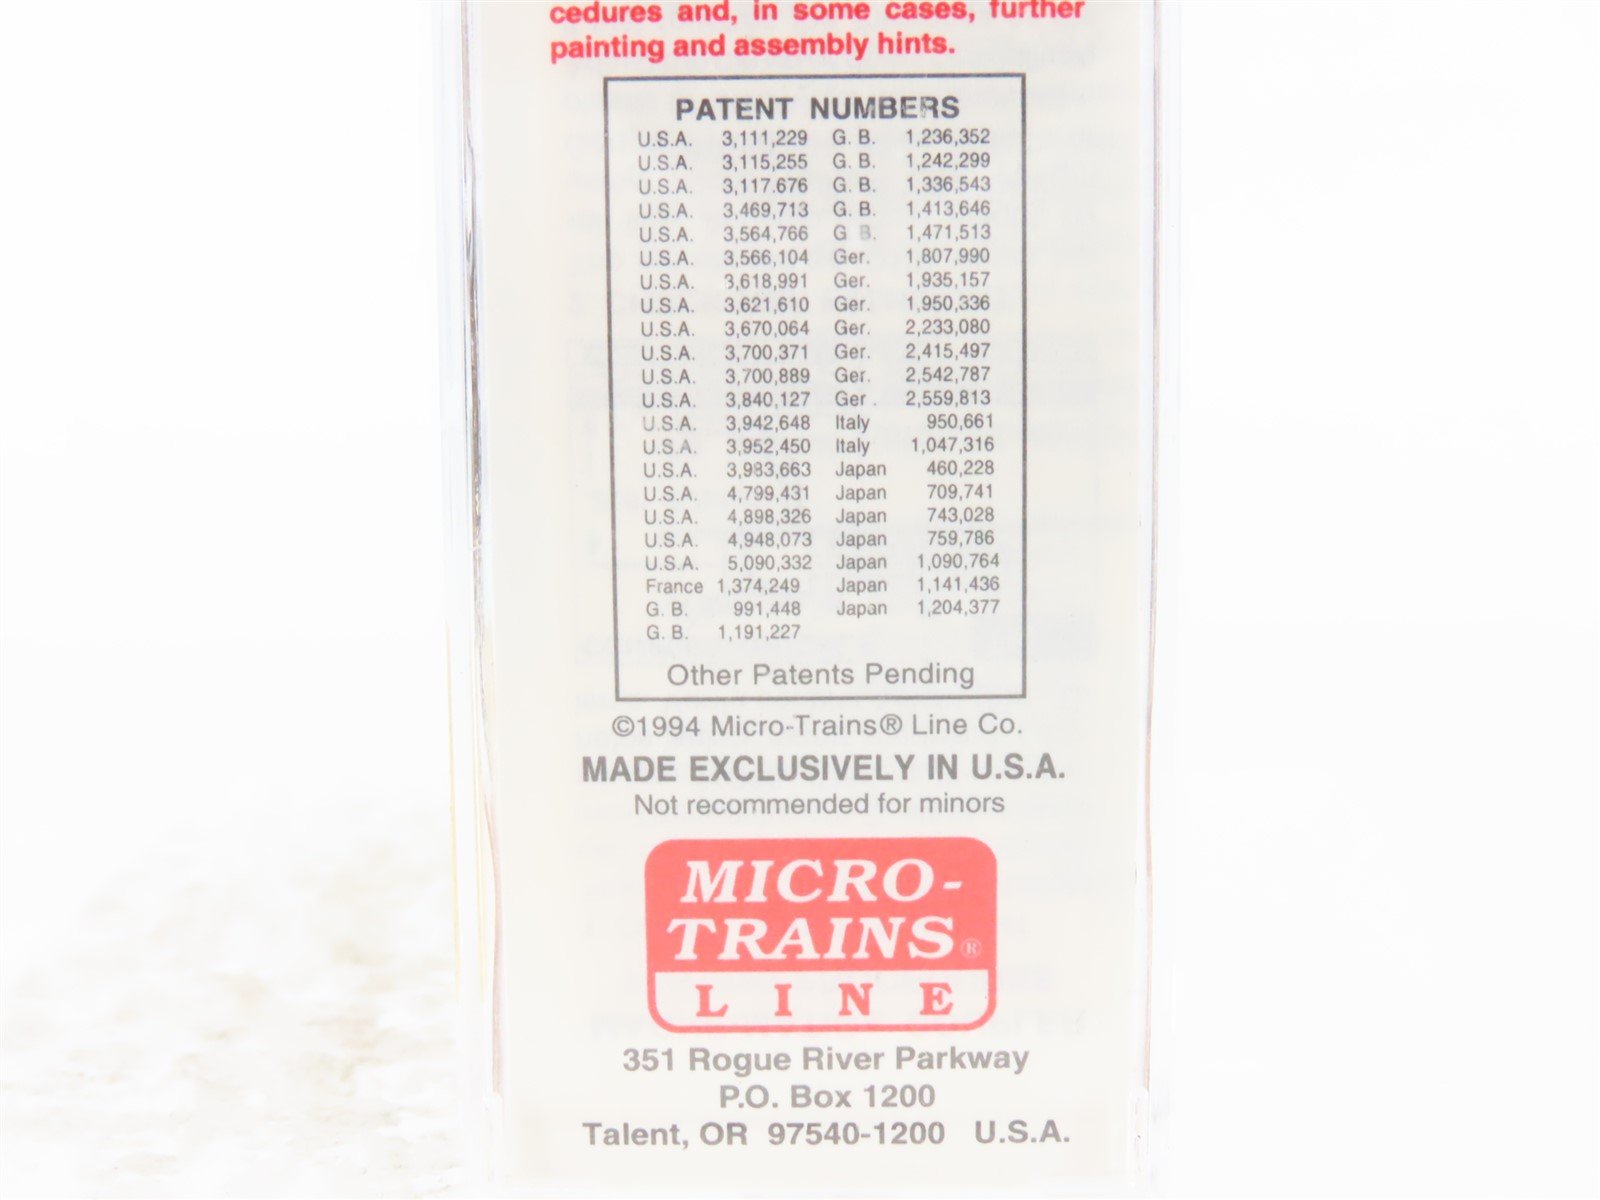 cedures and, in some cases, further
painting and assembly hints.
PATENT NUMBERS
U.S.A. 3,111,229 G. B. 1,236,352
U.S.A. 3,115,255 G. B. 1,242,299
U.S.A. 3,117.676 G. B. 1,336,543
U.S.A. 3,469,713 G. B. 1,413,646
U.S.A. 3,564,766 G B. 1,471,513
U.S.A. 3,566,104 Ger. 1,807,990
U.S.A. 3,618,991 Ger. 1,935,157
U.S.A. 3,621,610 Ger. 1,950,336
U.S.A. 3,670,064 Ger. 2,233,080
U.S.A. 3,700,371 Ger. 2,415,497
U.S.A. 3,700,889 Ger. 2,542,787
U.S.A. 3,840,127 Ger . 2,559,813
U.S.A. 3,942,648 Italy 950,661
U.S.A. 3,952,450 Italy 1,047,316
U.S.A. 3,983,663 Japan 460,228
U.S.A. 4,799,431 Japan 709,741
U.S.A. 4,898,326 Japan 743,028
U.S.A. 4,948,073 Japan 759,786
U.S.A. 5,090,332 Japan 1,090,764
France 1,374,249 Japan 1,141,436
G. B. 991,448 Japan 1,204,377
G. B. 1,191,227
Other Patents Pending
©1994 Micro-Trains® Line Co.
MADE EXCLUSIVELY IN U.S.A.
Not recommended for minors
MICRO-
TRAINS®
LINE
351 Rogue River Parkway
P.O. Box 1200
Talent, OR 97540-1200 U.S.A.